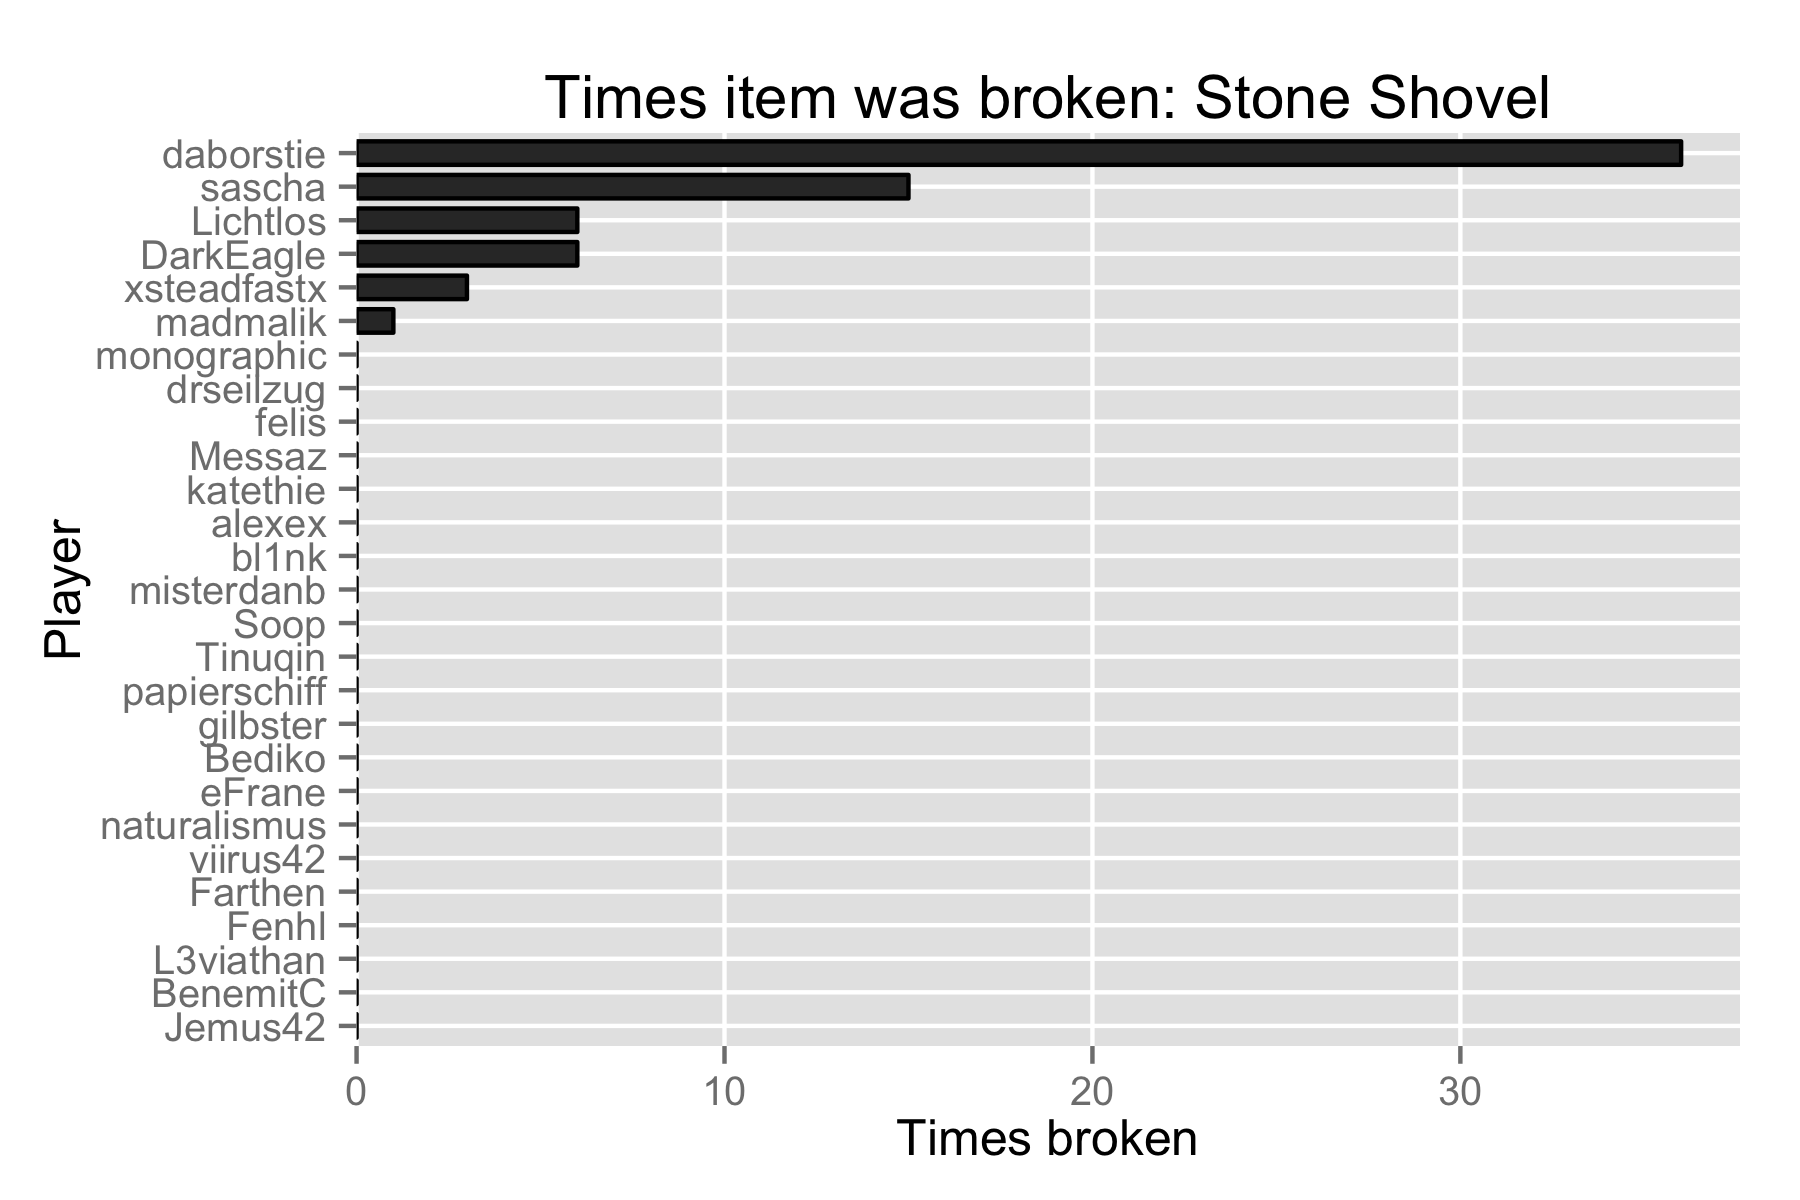 Times item was broken: Stone Shovel
daborstie
sascha
Lichtlos
DarkEagle
xsteadfastx
madmalik
monographic
drseilzug
felis
Messaz
katethie
alexex
bl1nk
misterdanb
Soop
Tinuqin
papierschiff
gilbster
Bediko
eFrane
naturalismus
viirus42
Farthen
Fenhl
L3viathan
BenemitC
Jemus42
Player
0 10 20 30
Times broken